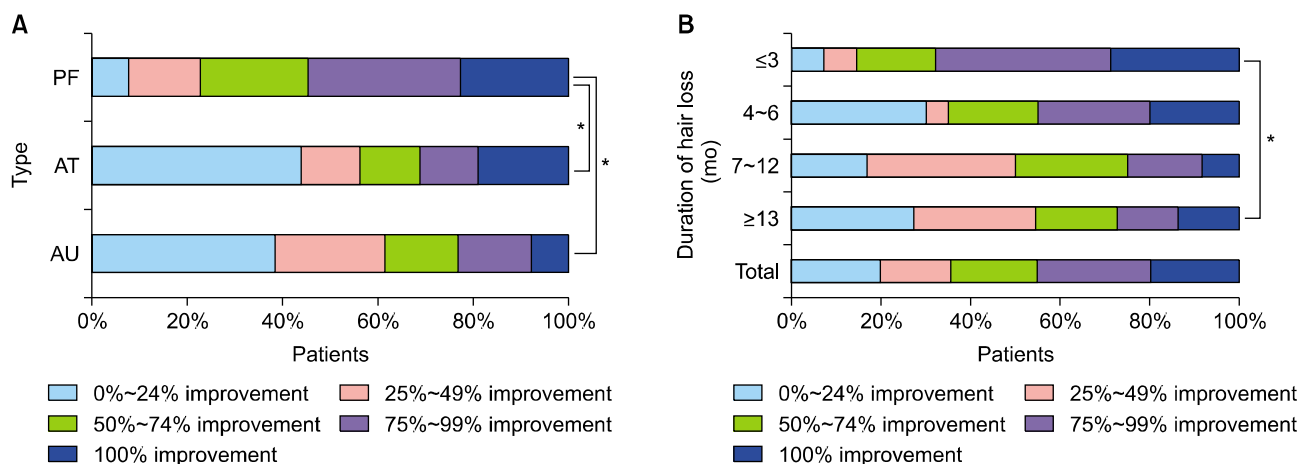 A
Type
PF
AT
AU
*
*
0% 20% 40% 60% 80% 100%
Patients
0%~24% improvement 25%~49% improvement
50%~74% improvement 75%~99% improvement
100% improvement
B
Duration of hair loss
(mo)
≤3
4~6
7~12
≥13
Total
*
0% 20% 40% 60% 80% 100%
Patients
0%~24% improvement 25%~49% improvement
50%~74% improvement 75%~99% improvement
100% improvement